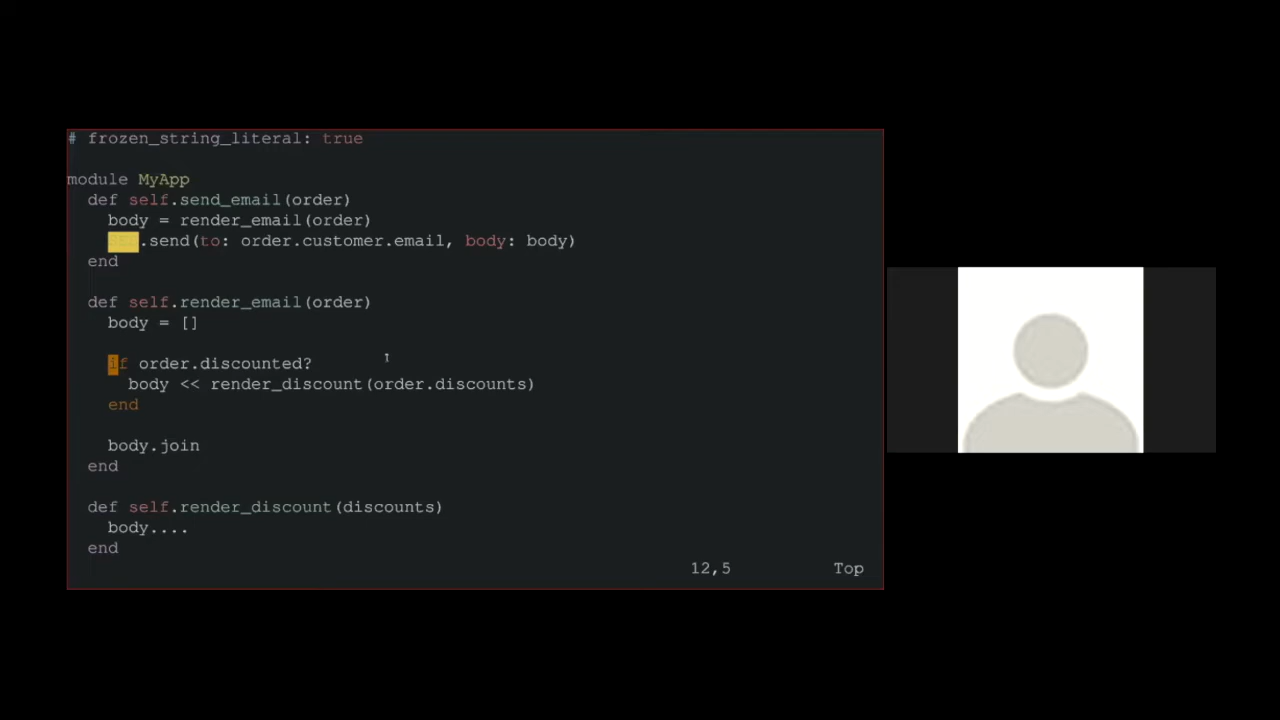 # frozen_string_literal: true
module MyApp
def self.send_email(order)
body = render_email(order)
.send(to: order.customer.email, body: body)
end
def self.render_email(order)
body = []
if order.discounted?
body << render_discount(order.discounts)
end
body.join
end
def self.render_discount(discounts)
body....
end
12,5 Top